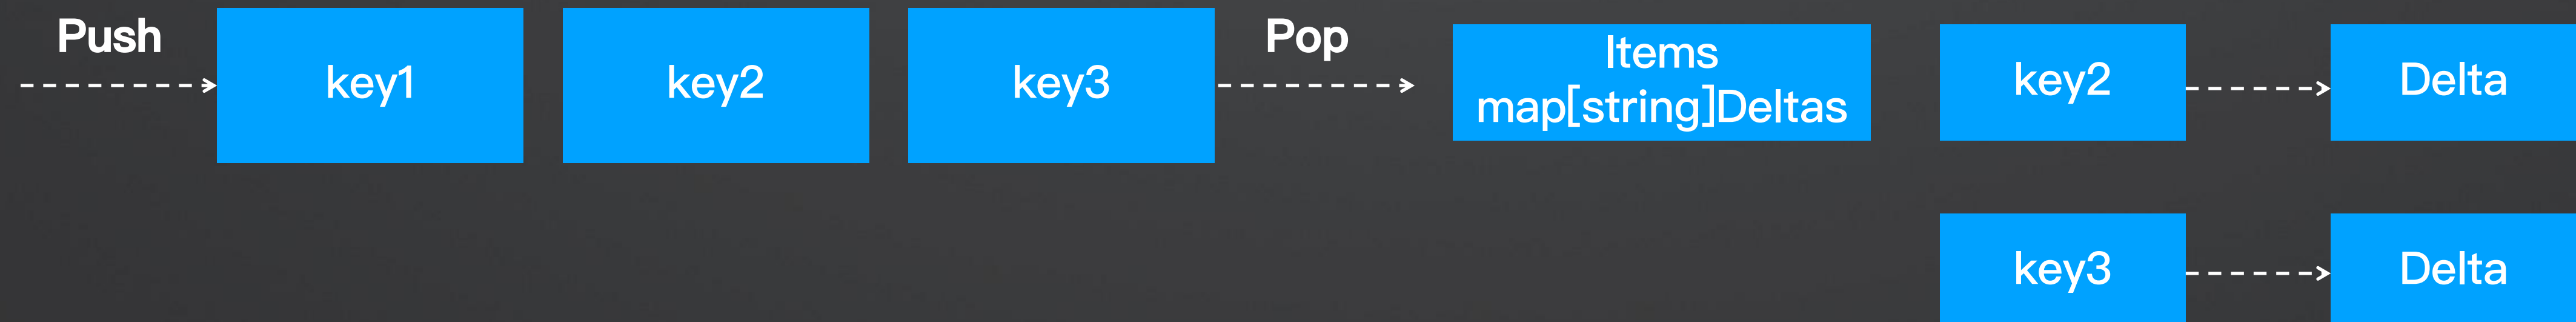 Push
key1
key2
key3
Pop
Items
map[string]Deltas
key2
Delta
key3
Delta